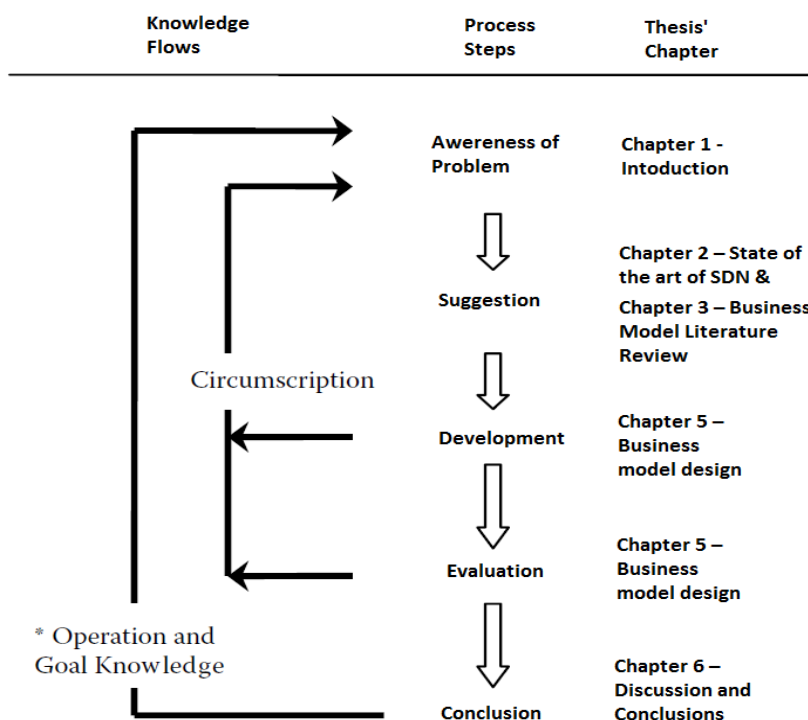 Knowledge
Flows
Process
Steps
Thesis'
Chapter
Awereness of
Problem
Chapter 1 -
Intoduction
Suggestion
Chapter 2 – State of
the art of SDN &
Chapter 3 – Business
Model Literature
Review
Circumscription
Development
Chapter 5 –
Business
model design
Evaluation
Chapter 5 –
Business
model design
* Operation and
Goal Knowledge
Conclusion
Chapter 6 –
Discussion and
Conclusions